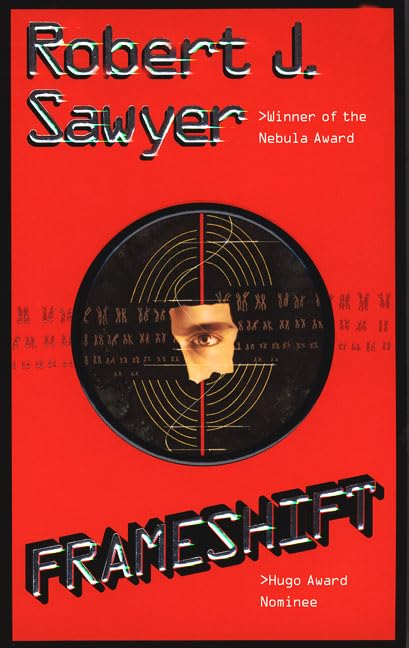 Robert J.
Sawyer
>Winner of the
Nebula Award
FRAMESHIFT
>Hugo Award
Nominee